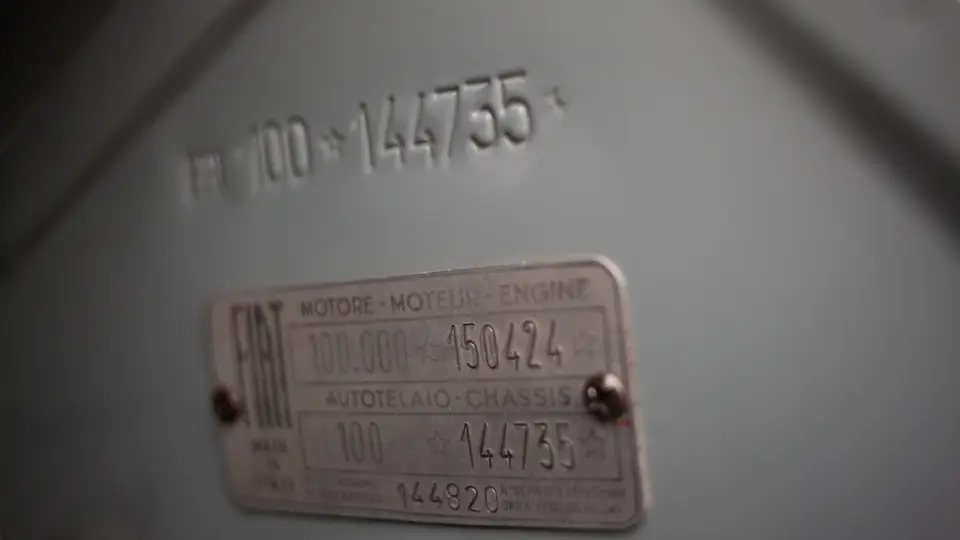 100 ☆ 144735 ☆
FIAT
MOTORE - MOTEUR - ENGINE
100.000 ☆ 150424 ☆
AUTOTELAIO - CHASSIS
100 ☆ 144735 ☆
144820